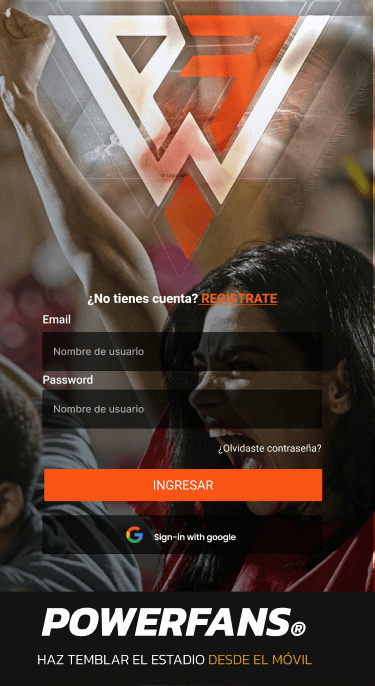 ¿No tienes cuenta? REGÍSTRATE
Email
Nombre de usuario
Password
Nombre de usuario
¿Olvidaste contraseña?
INGRESAR
Sign-in with google
POWERFANS®
HAZ TEMBLAR EL ESTADIO DESDE EL MÓVIL